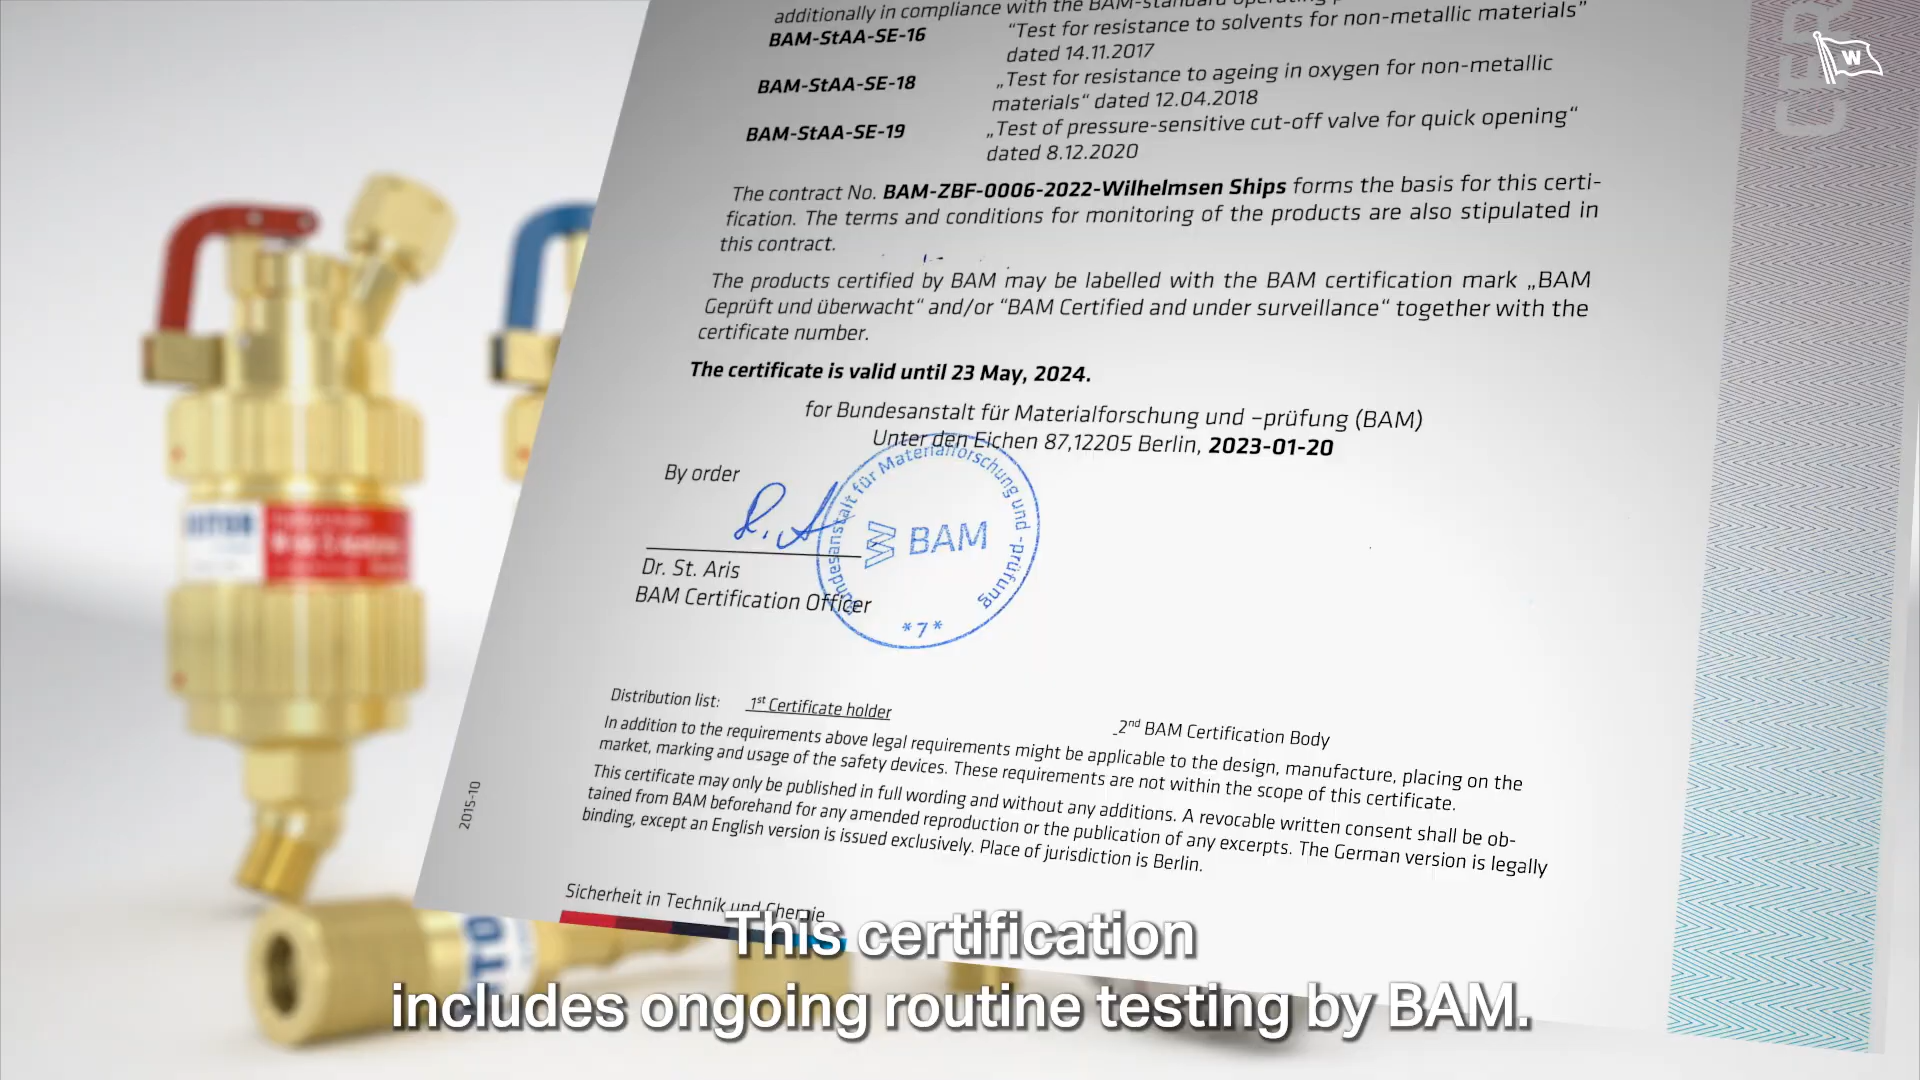 additionally in compliance with the BAM-standard operating
BAM-StAA-SE-16 “Test for resistance to solvents for non-metallic materials”
dated 14.11.2017
BAM-StAA-SE-18 „Test for resistance to ageing in oxygen for non-metallic
materials“ dated 12.04.2018
BAM-StAA-SE-19 „Test of pressure-sensitive cut-off valve for quick opening“
dated 8.12.2020
The contract No. BAM-ZBF-0006-2022-Wilhelmsen Ships forms the basis for this certi-
fication. The terms and conditions for monitoring of the products are also stipulated in
this contract.
The products certified by BAM may be labelled with the BAM certification mark „BAM
Geprüft und überwacht“ and/or “BAM Certified and under surveillance“ together with the
certificate number.
The certificate is valid until 23 May, 2024.
for Bundesanstalt für Materialforschung und –prüfung (BAM)
Unter den Eichen 87,12205 Berlin, 2023-01-20
By order
Bundesanstalt für Materialforschung und -prüfung
BAM
* 7 *
Dr. St. Aris
BAM Certification Officer
Distribution list: 1st Certificate holder
2nd BAM Certification Body
In addition to the requirements above legal requirements might be applicable to the design, manufacture, placing on the
market, marking and usage of the safety devices. These requirements are not within the scope of this certificate.
This certificate may only be published in full wording and without any additions. A revocable written consent shall be ob-
tained from BAM beforehand for any amended reproduction or the publication of any excerpts. The German version is legally
binding, except an English version is issued exclusively. Place of jurisdiction is Berlin.
2015-10
Sicherheit in Technik und Chemie
CER
W
This certification
includes ongoing routine testing by BAM.